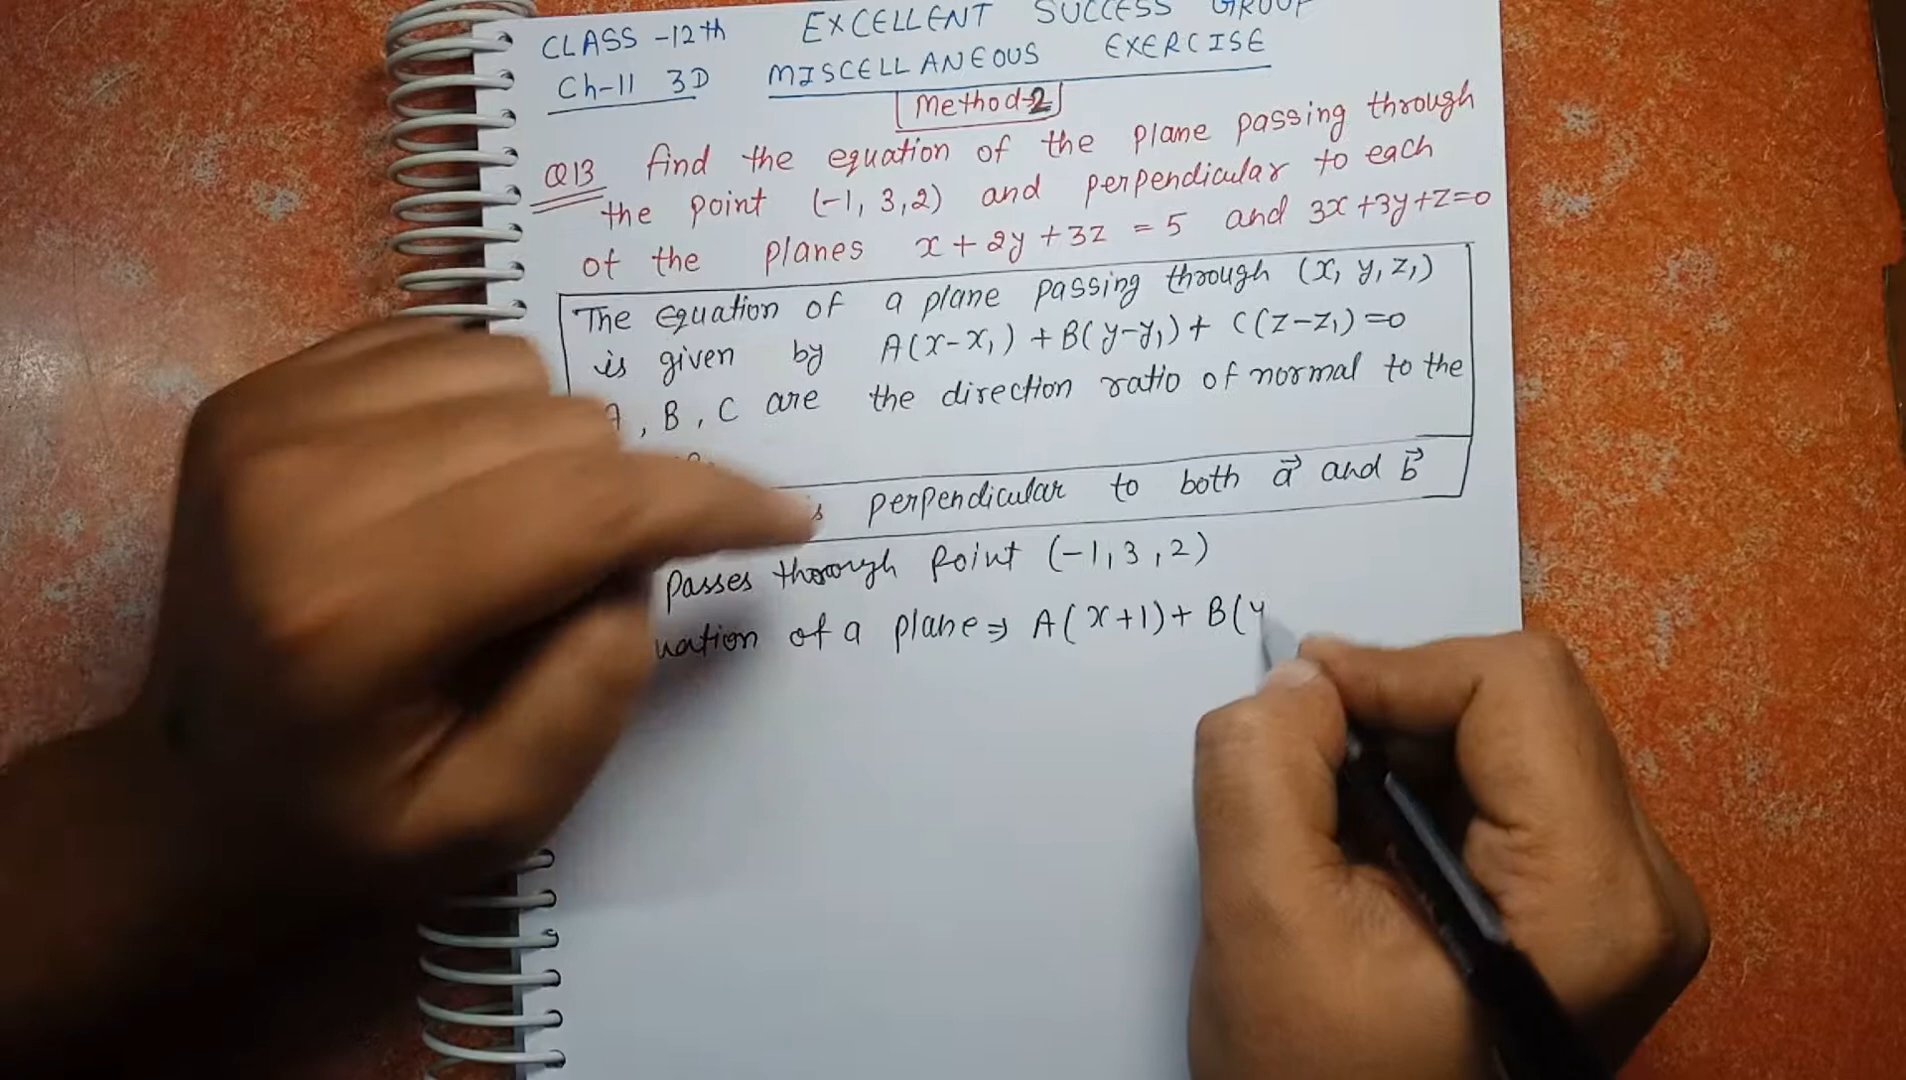 CLASS -12th EXCELLENT SUCCESS GROUP
Ch-11 3D MISCELLANEOUS EXERCISE
Method-2
Q13 find the equation of the plane passing through
the point (-1, 3, 2) and perpendicular to each
of the planes x + 2y + 3z = 5 and 3x+3y+z=0
The equation of a plane passing through (x₁ y₁ z₁)
is given by A(x-x₁) + B(y-y₁) + C(z-z₁) =0
A, B, C are the direction ratio of normal to the
perpendicular to both a⃗ and b⃗
passes through Point (-1, 3, 2)
of a plane ⇒ A(x+1) + B(y